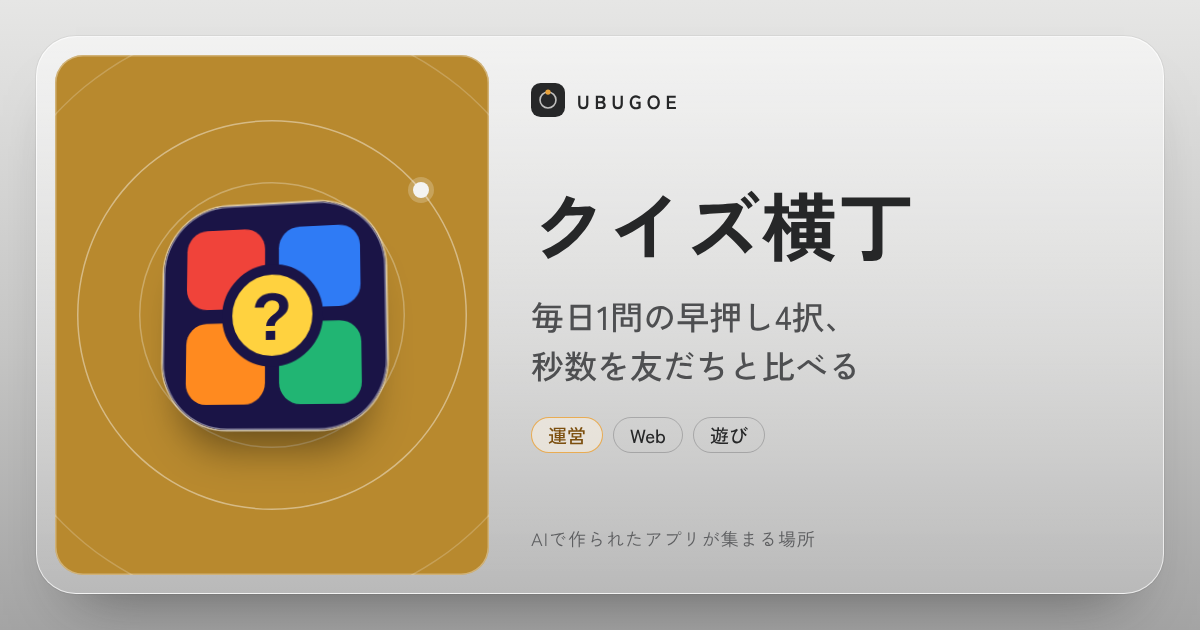 ?
UBUGOE
クイズ横丁
毎日1問の早押し4択、
秒数を友だちと比べる
運営 Web 遊び
AIで作られたアプリが集まる場所